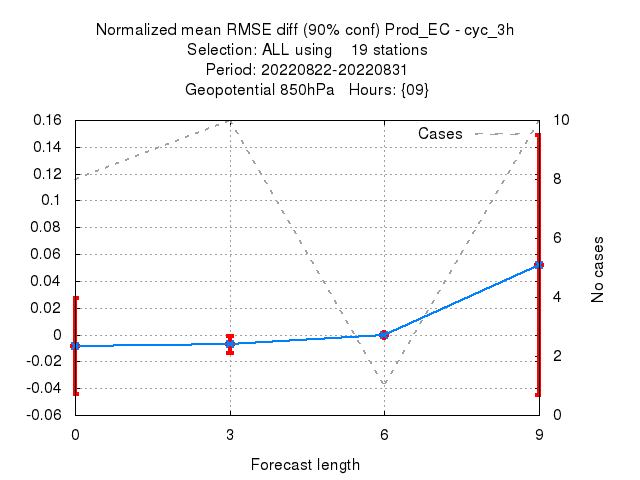 Normalized mean RMSE diff (90% conf) Prod_EC - cyc_3h
Selection: ALL using    19 stations
Period: 20220822-20220831
Geopotential 850hPa   Hours: {09}
Cases
0.16
0.14
0.12
0.1
0.08
0.06
0.04
0.02
0
-0.02
-0.04
-0.06
10
8
6
4
2
0
No cases
0 3 6 9
Forecast length